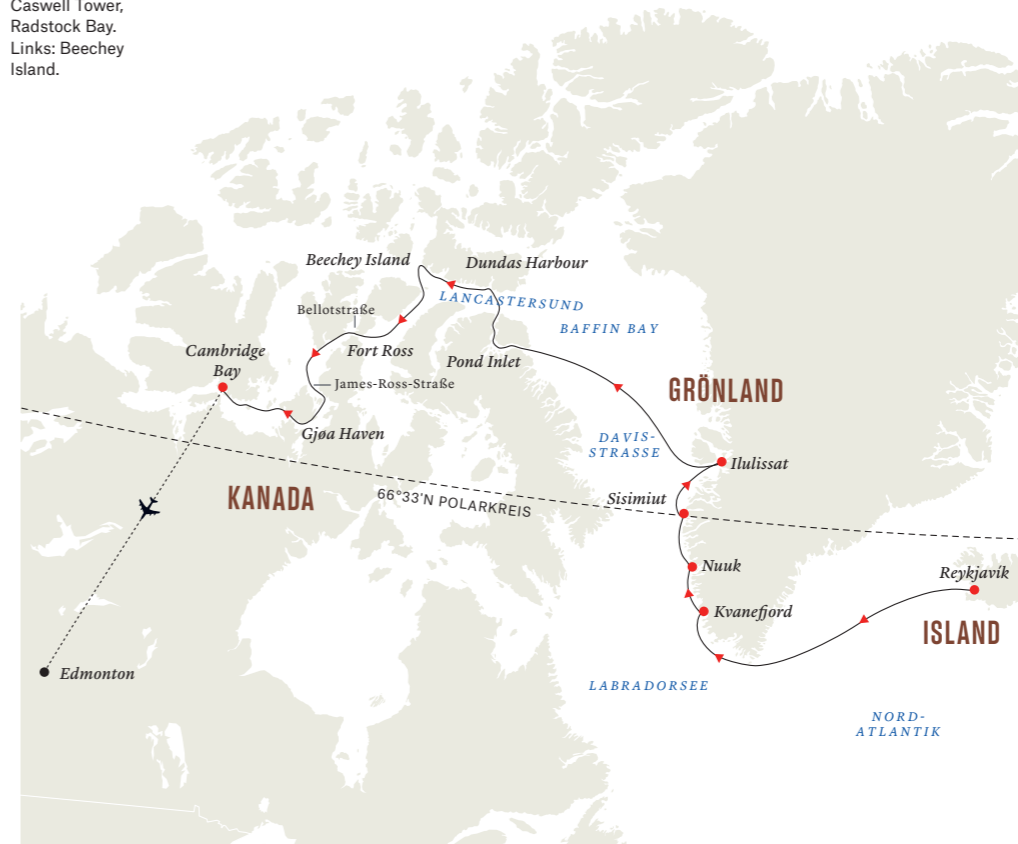 Caswell Tower,
Radstock Bay.
Links: Beechey
Island.
Beechey Island
Dundas Harbour
LANCASTERSUND
Bellotstraße
BAFFIN BAY
Cambridge
Bay
Fort Ross
Pond Inlet
James-Ross-Straße
GRÖNLAND
Gjøa Haven
DAVIS-
STRASSE
Ilulissat
KANADA
66°33'N POLARKREIS
Sisimiut
Nuuk
Reykjavík
Kvanefjord
ISLAND
Edmonton
LABRADORSEE
NORD-
ATLANTIK